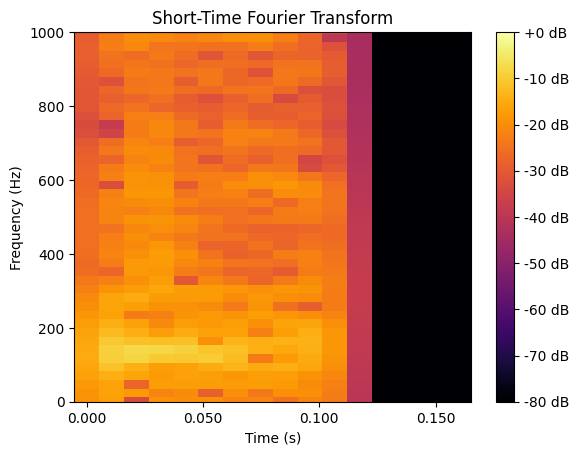 Short-Time Fourier Transform
1000
800
600
400
200
0
Frequency (Hz)
0.000
0.050
0.100
0.150
Time (s)
+0 dB
-10 dB
-20 dB
-30 dB
-40 dB
-50 dB
-60 dB
-70 dB
-80 dB